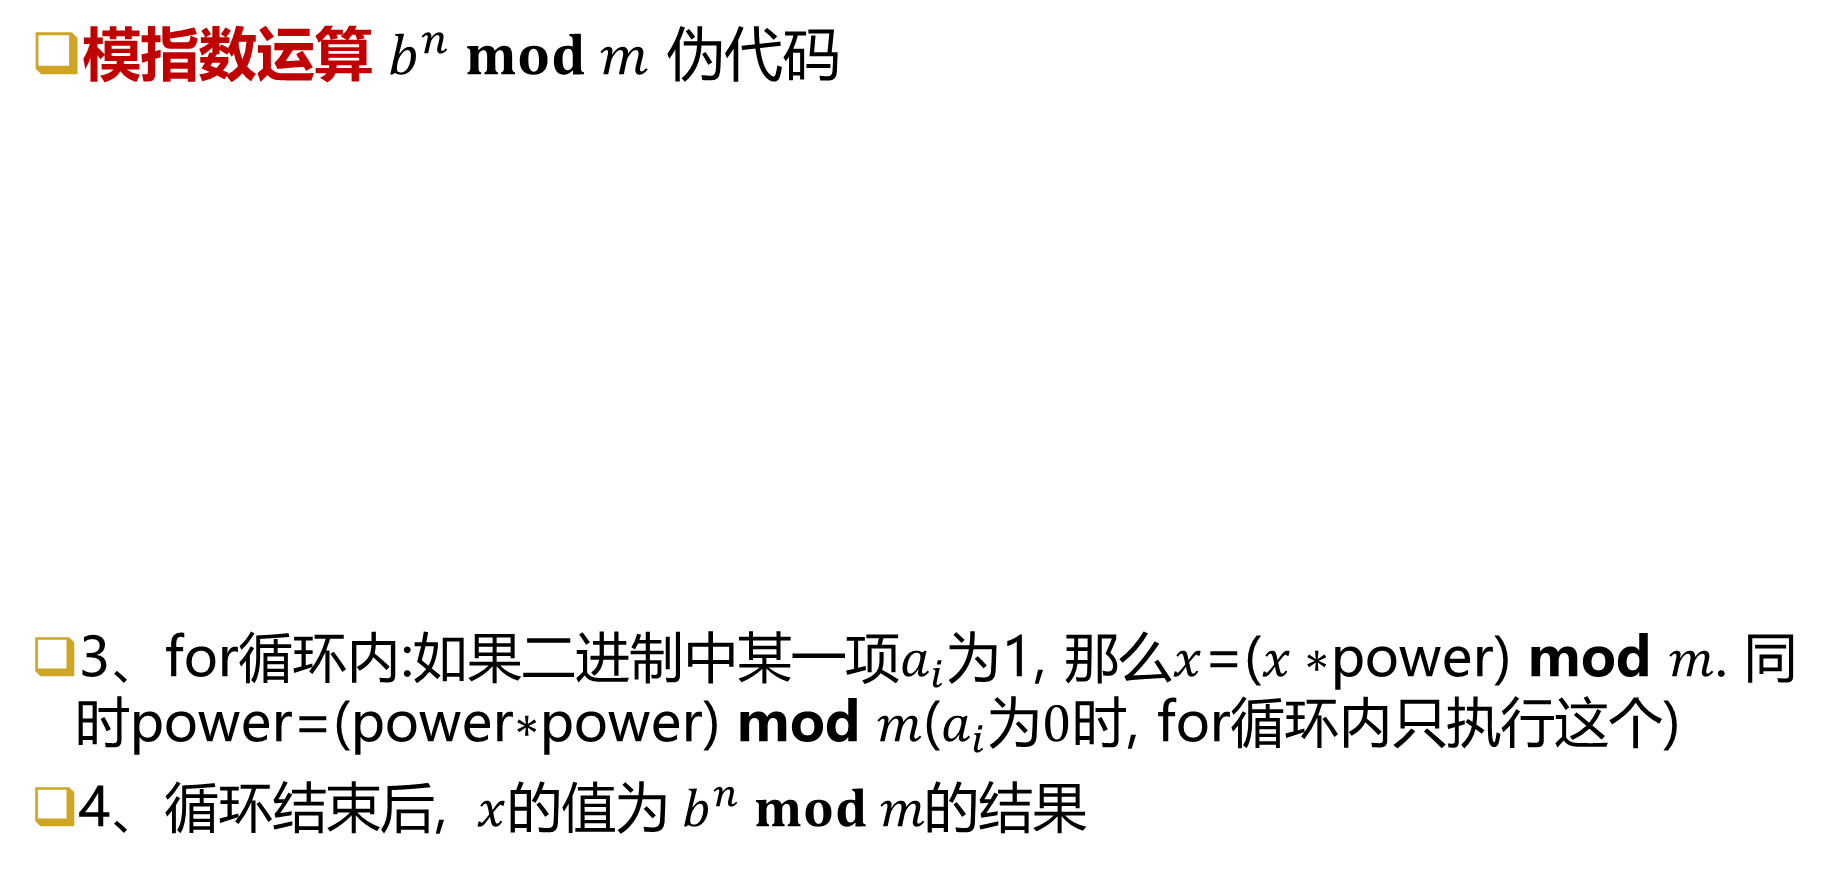 ❑模指数运算 bⁿ mod m 伪代码
❑3、for循环内:如果二进制中某一项aᵢ为1, 那么x=(x ∗power) mod m. 同
时power=(power∗power) mod m(aᵢ为0时, for循环内只执行这个)
❑4、循环结束后, x的值为 bⁿ mod m的结果